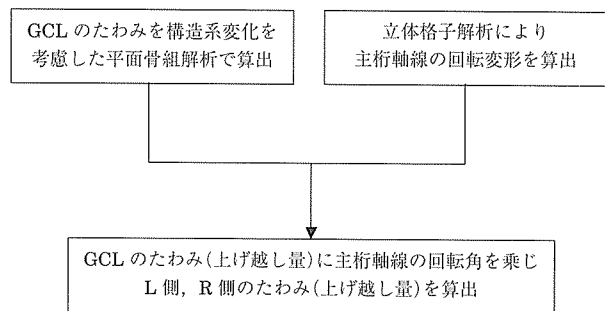 GCL のたわみを構造系変化を
考慮した平面骨組解析で算出
立体格子解析により
主桁軸線の回転変形を算出
GCL のたわみ(上げ越し量)に主桁軸線の回転角を乗じ
L 側，R 側のたわみ(上げ越し量)を算出